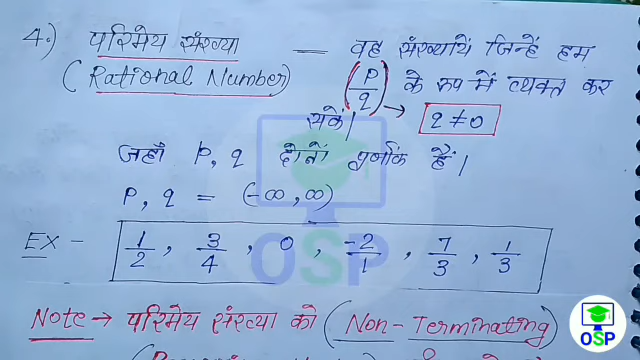 4.) परिमेय संख्या — वह संख्यायें जिन्हें हम
(Rational Number) (p/q) के रूप में व्यक्त कर
सकें। → q ≠ 0
जहाँ P, q दोनों पूर्णांक हैं।
P, q = (-∞, ∞)
EX - 1/2, 3/4, 0, -2/1, 7/3, 1/3
Note → परिमेय संख्या को (Non-Terminating)
OSP
OSP